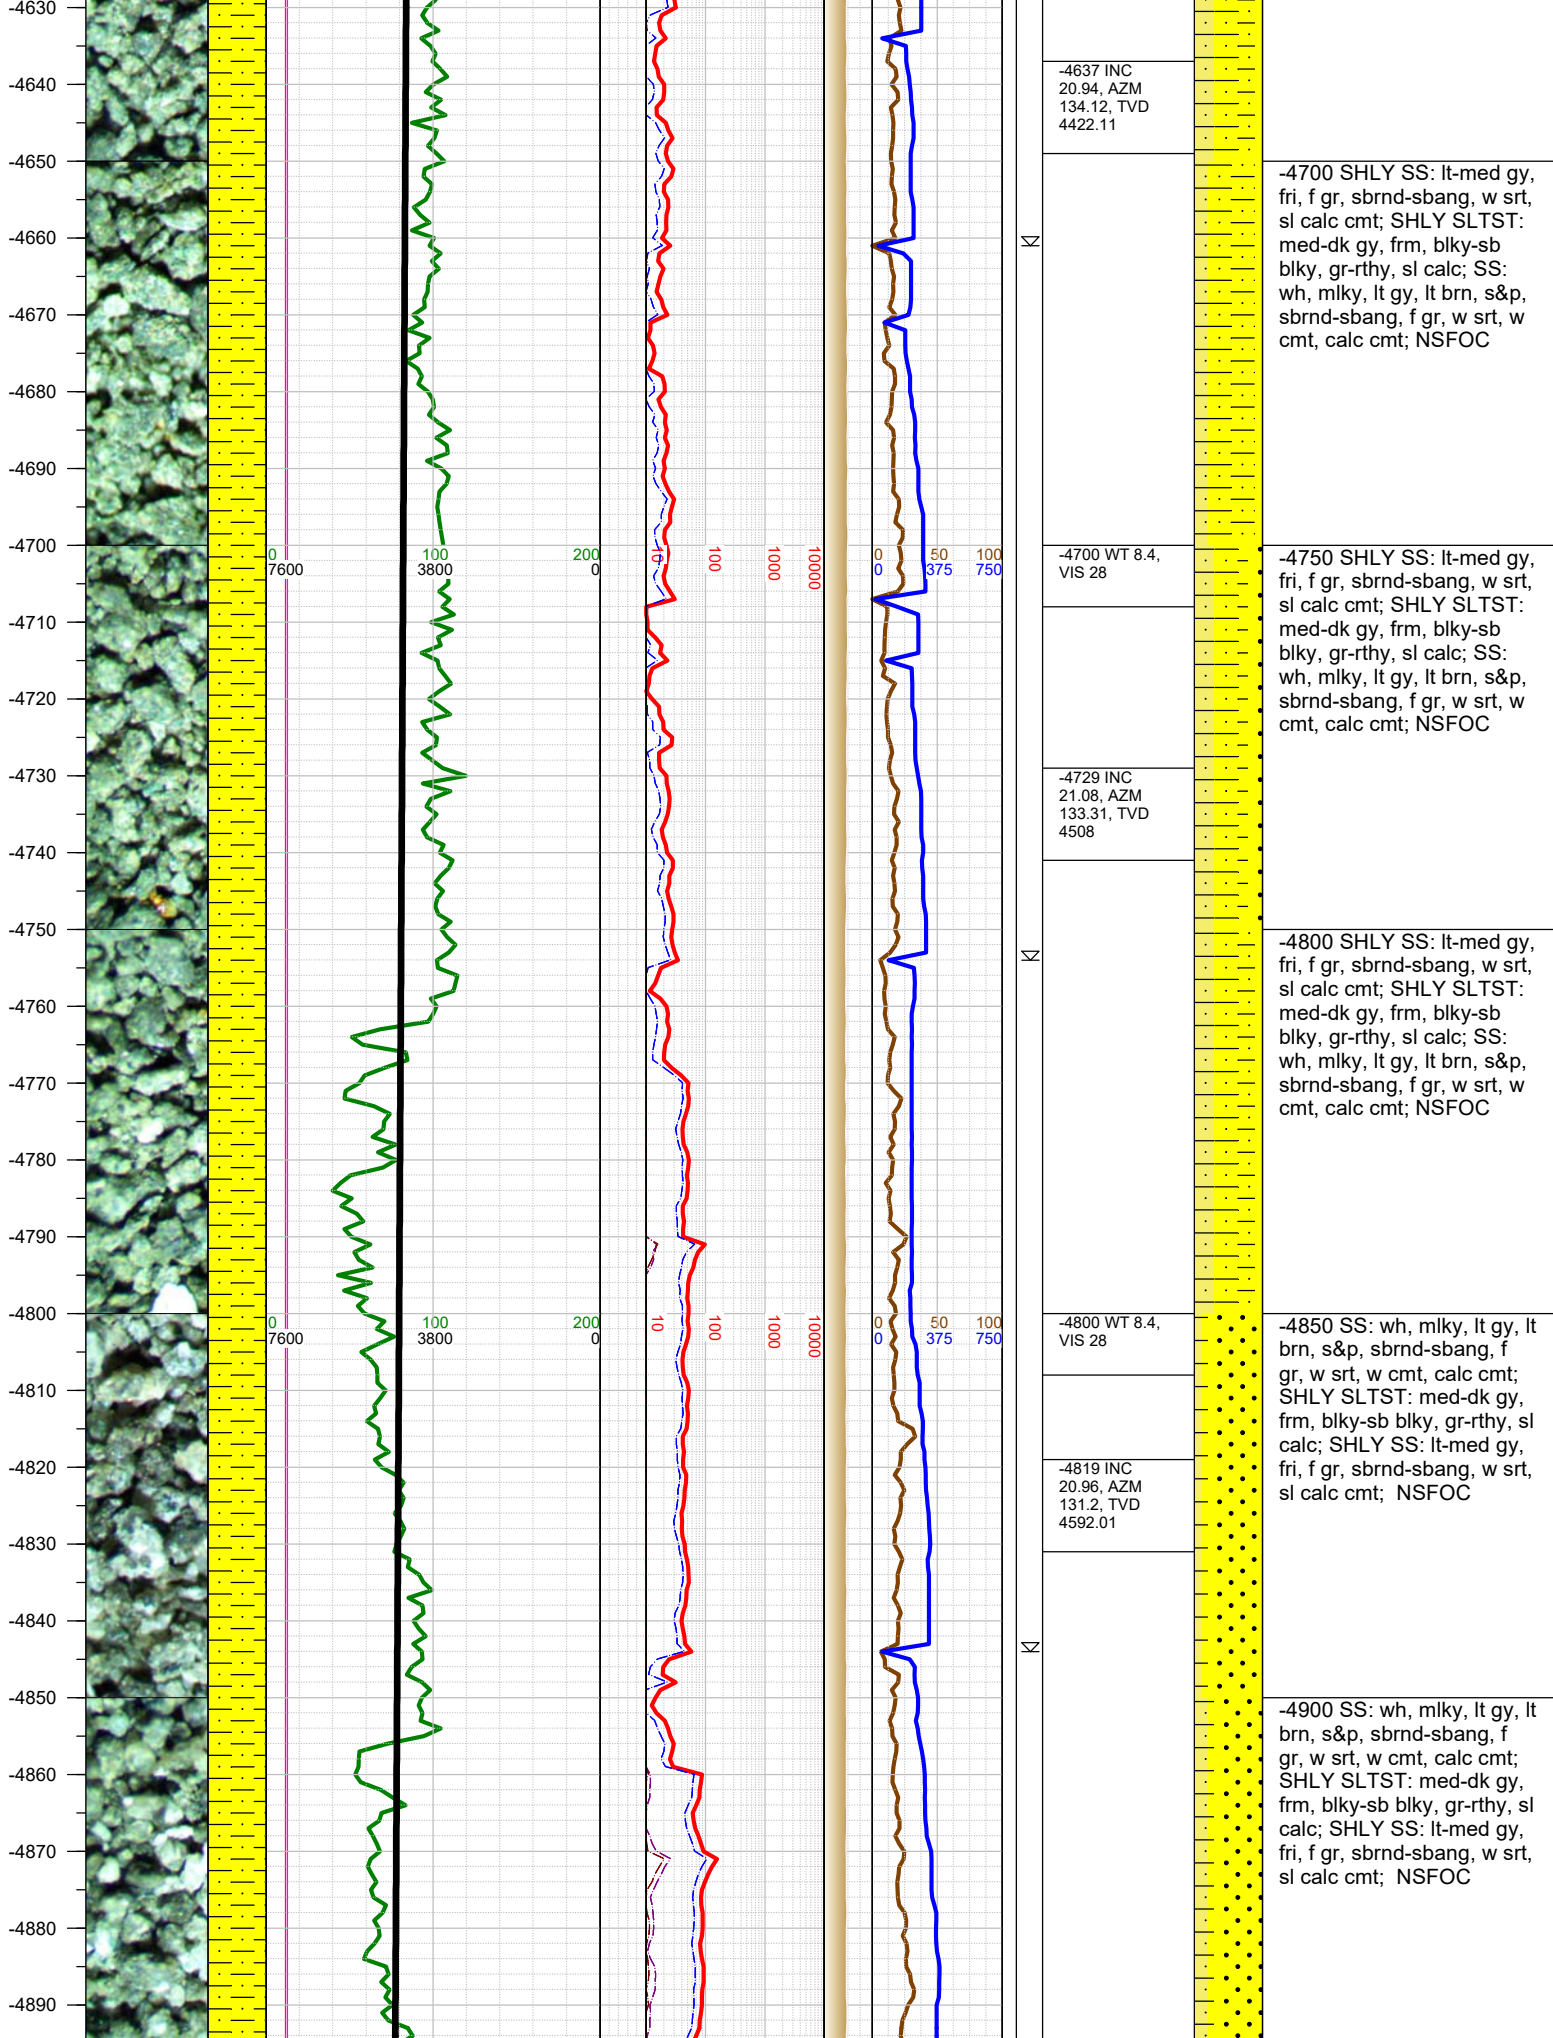 -4630
-4640
-4650
-4660
-4670
-4680
-4690
-4700
-4710
-4720
-4730
-4740
-4750
-4760
-4770
-4780
-4790
-4800
-4810
-4820
-4830
-4840
-4850
-4860
-4870
-4880
-4890
0 100 200
7600 3800 0
10 100 1000 10000
0 50 100
0 375 750
0 100 200
7600 3800 0
10 100 1000 10000
0 50 100
0 375 750
-4637 INC
20.94, AZM
134.12, TVD
4422.11
-4700 WT 8.4,
VIS 28
-4729 INC
21.08, AZM
133.31, TVD
4508
-4800 WT 8.4,
VIS 28
-4819 INC
20.96, AZM
131.2, TVD
4592.01
-4700 SHLY SS: lt-med gy,
fri, f gr, sbrnd-sbang, w srt,
sl calc cmt; SHLY SLTST:
med-dk gy, frm, blky-sb
blky, gr-rthy, sl calc; SS:
wh, mlky, lt gy, lt brn, s&p,
sbrnd-sbang, f gr, w srt, w
cmt, calc cmt; NSFOC
-4750 SHLY SS: lt-med gy,
fri, f gr, sbrnd-sbang, w srt,
sl calc cmt; SHLY SLTST:
med-dk gy, frm, blky-sb
blky, gr-rthy, sl calc; SS:
wh, mlky, lt gy, lt brn, s&p,
sbrnd-sbang, f gr, w srt, w
cmt, calc cmt; NSFOC
-4800 SHLY SS: lt-med gy,
fri, f gr, sbrnd-sbang, w srt,
sl calc cmt; SHLY SLTST:
med-dk gy, frm, blky-sb
blky, gr-rthy, sl calc; SS:
wh, mlky, lt gy, lt brn, s&p,
sbrnd-sbang, f gr, w srt, w
cmt, calc cmt; NSFOC
-4850 SS: wh, mlky, lt gy, lt
brn, s&p, sbrnd-sbang, f
gr, w srt, w cmt, calc cmt;
SHLY SLTST: med-dk gy,
frm, blky-sb blky, gr-rthy, sl
calc; SHLY SS: lt-med gy,
fri, f gr, sbrnd-sbang, w srt,
sl calc cmt;  NSFOC
-4900 SS: wh, mlky, lt gy, lt
brn, s&p, sbrnd-sbang, f
gr, w srt, w cmt, calc cmt;
SHLY SLTST: med-dk gy,
frm, blky-sb blky, gr-rthy, sl
calc; SHLY SS: lt-med gy,
fri, f gr, sbrnd-sbang, w srt,
sl calc cmt;  NSFOC